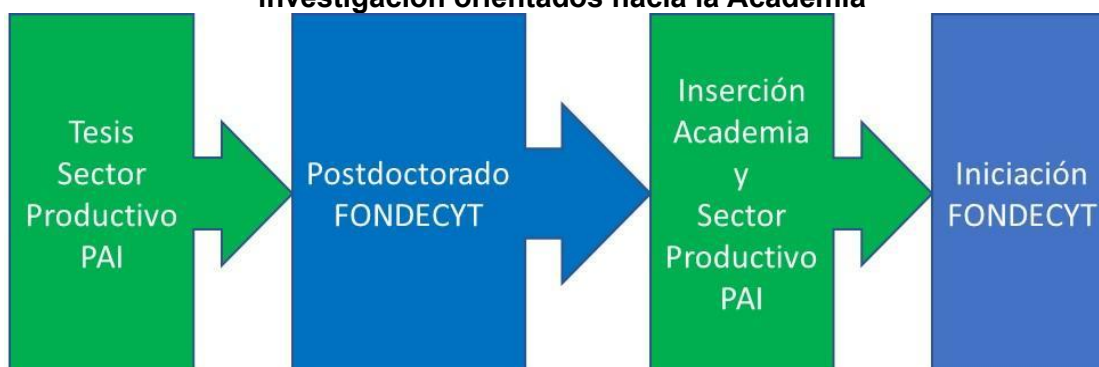 investigación orientados hacia la Academia
Tesis
Sector
Productivo
PAI
Postdoctorado
FONDECYT
Inserción
Academia
y
Sector
Productivo
PAI
Iniciación
FONDECYT